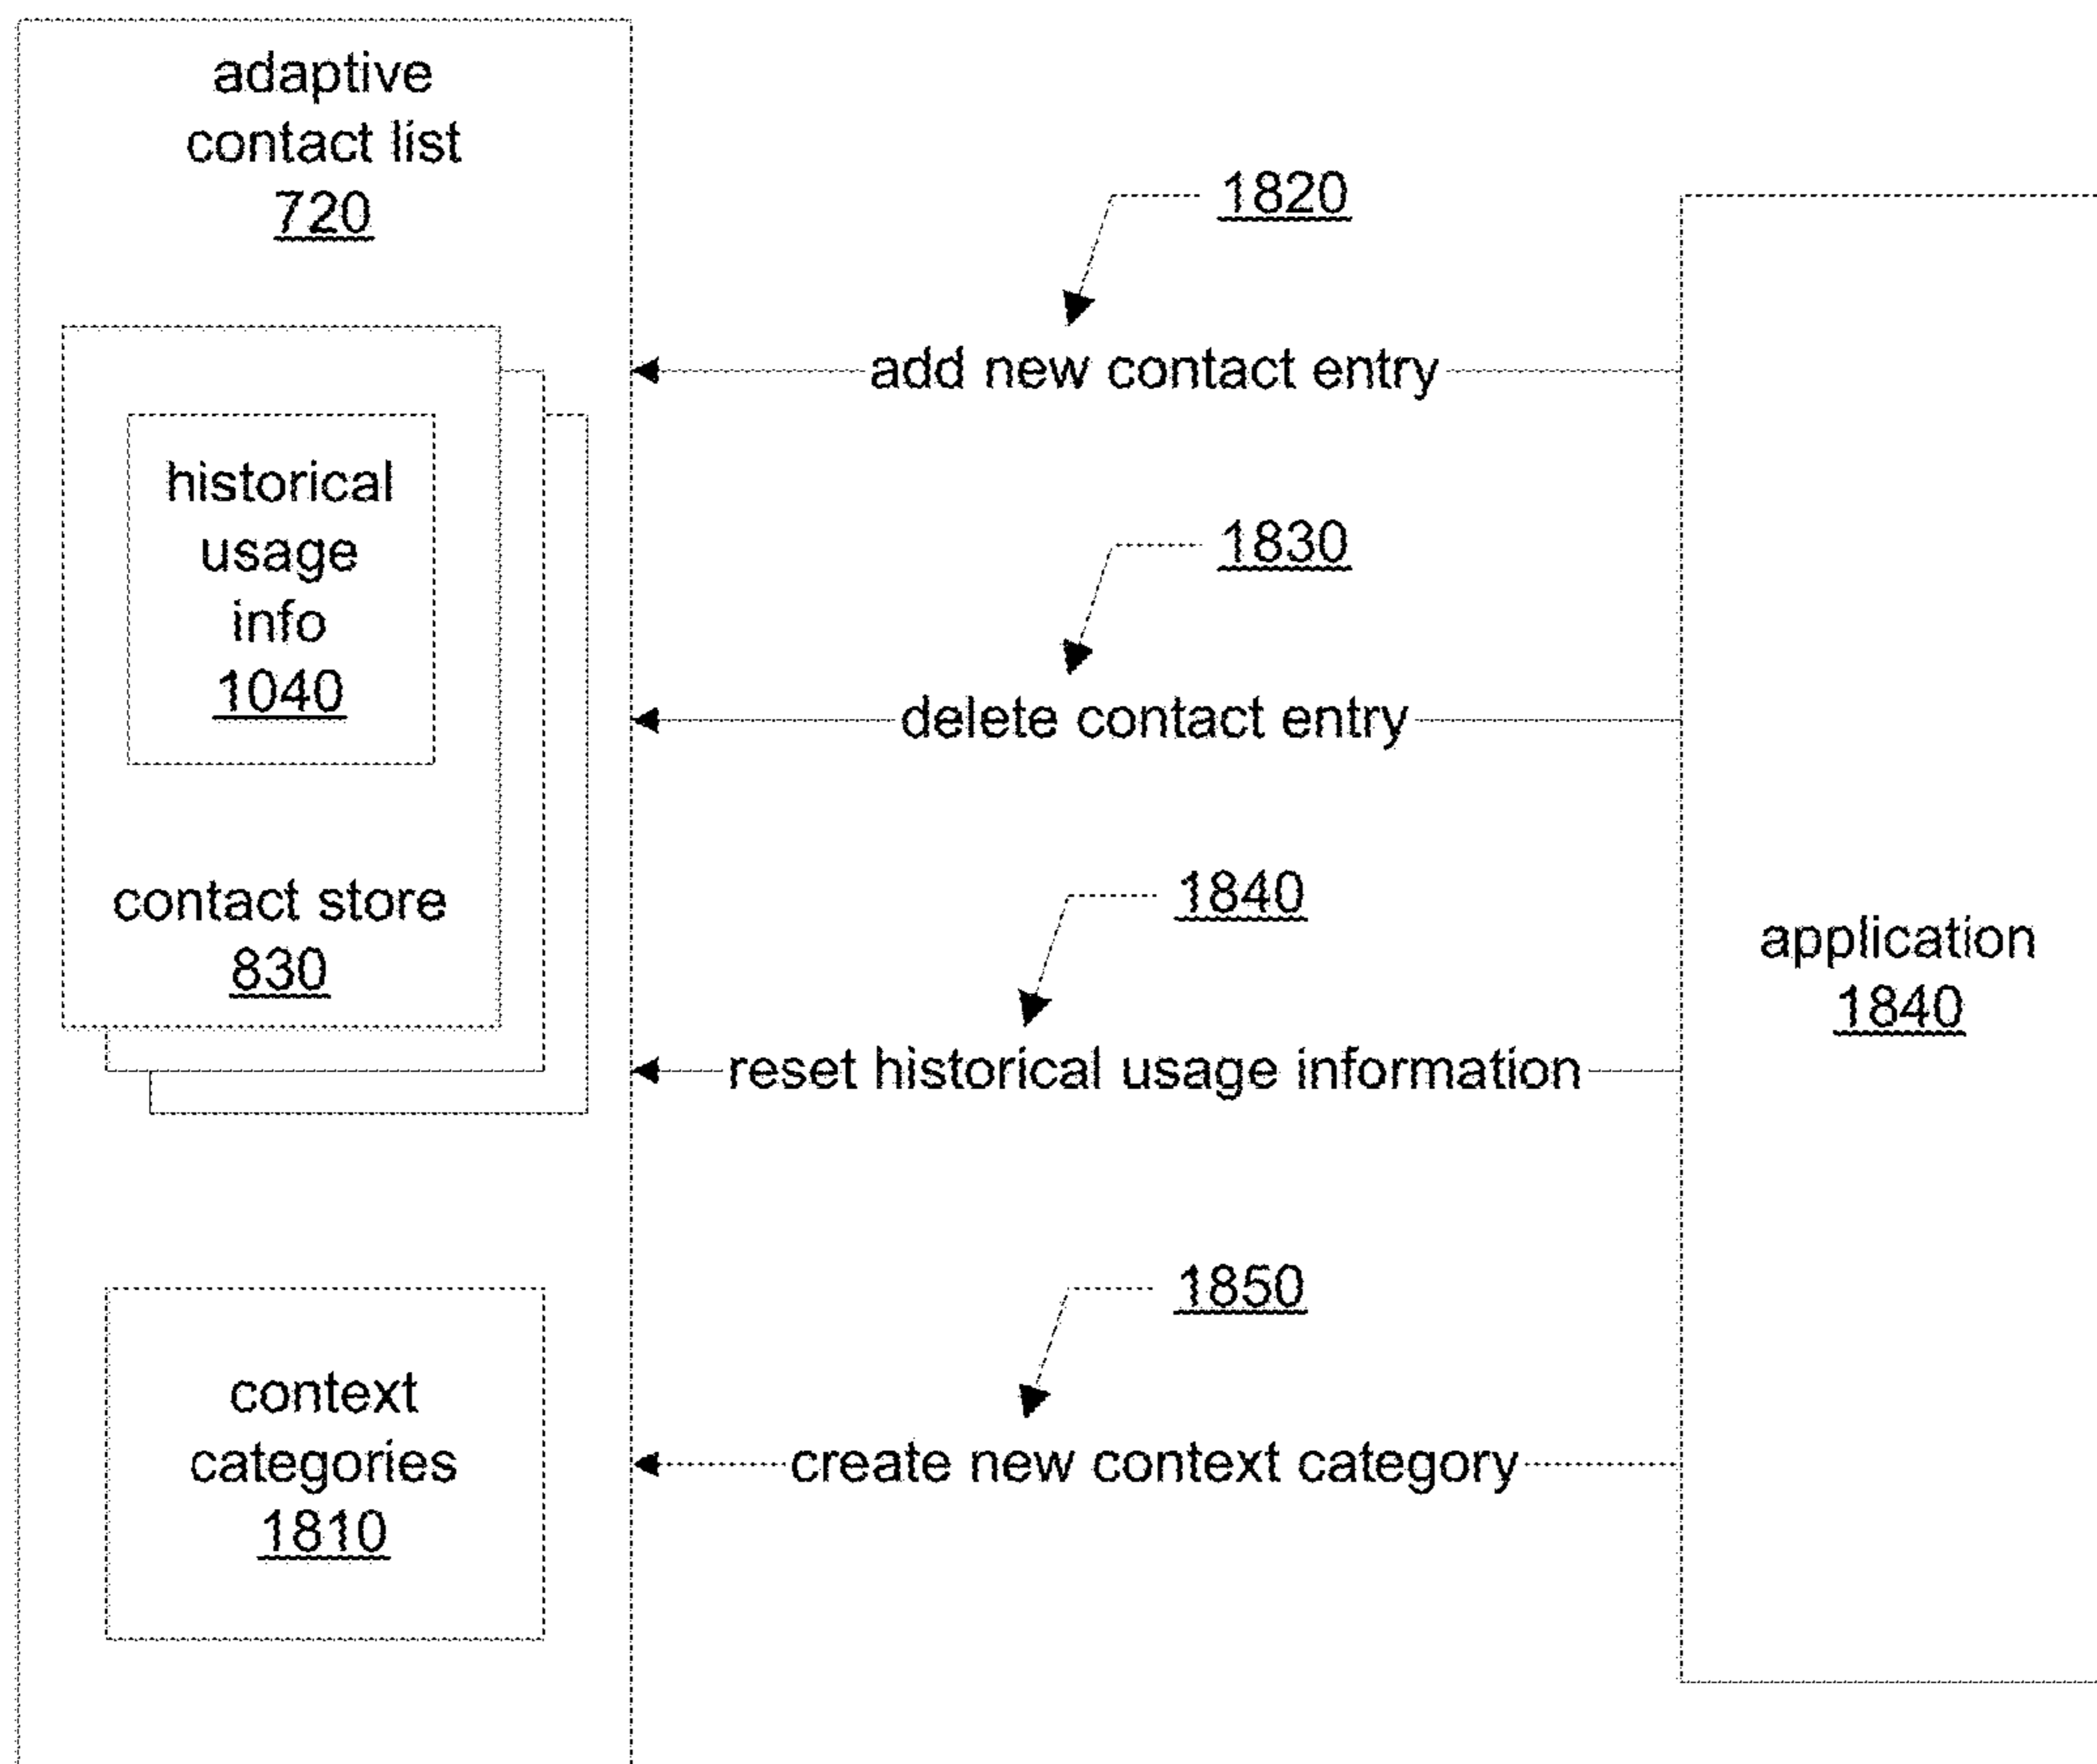 adaptive
contact list
720
historical
usage
info
1040
contact store
830
context
categories
1810
1820
add new contact entry
1830
delete contact entry
1840
reset historical usage information
1850
create new context category
application
1840